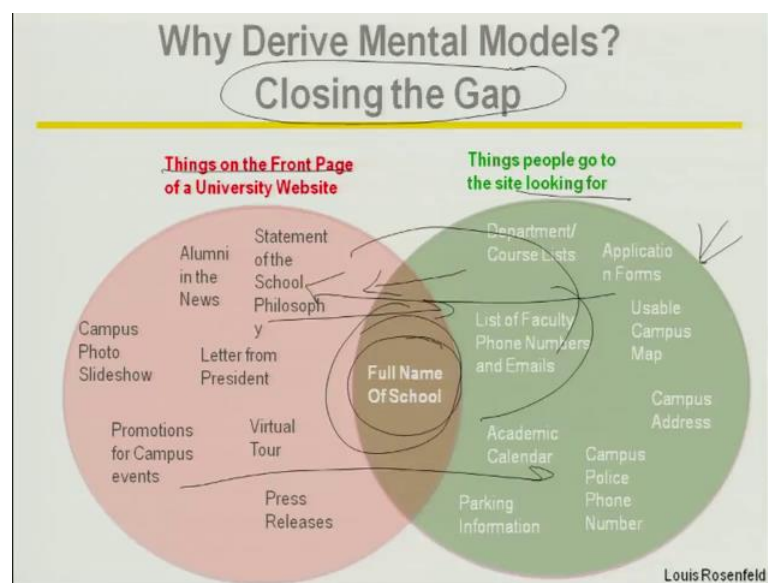 Why Derive Mental Models?
Closing the Gap
Things on the Front Page
of a University Website
Things people go to
the site looking for
Alumni
in the
News
Statement
of the
School
Philosoph
y
Campus
Photo
Slideshow
Letter from
President
Promotions
for Campus
events
Virtual
Tour
Press
Releases
Full Name
Of School
Department/
Course Lists
Applicatio
n Forms
List of Faculty
Phone Numbers
and Emails
Usable
Campus
Map
Campus
Address
Academic
Calendar
Campus
Police
Phone
Number
Parking
Information
Louis Rosenfeld